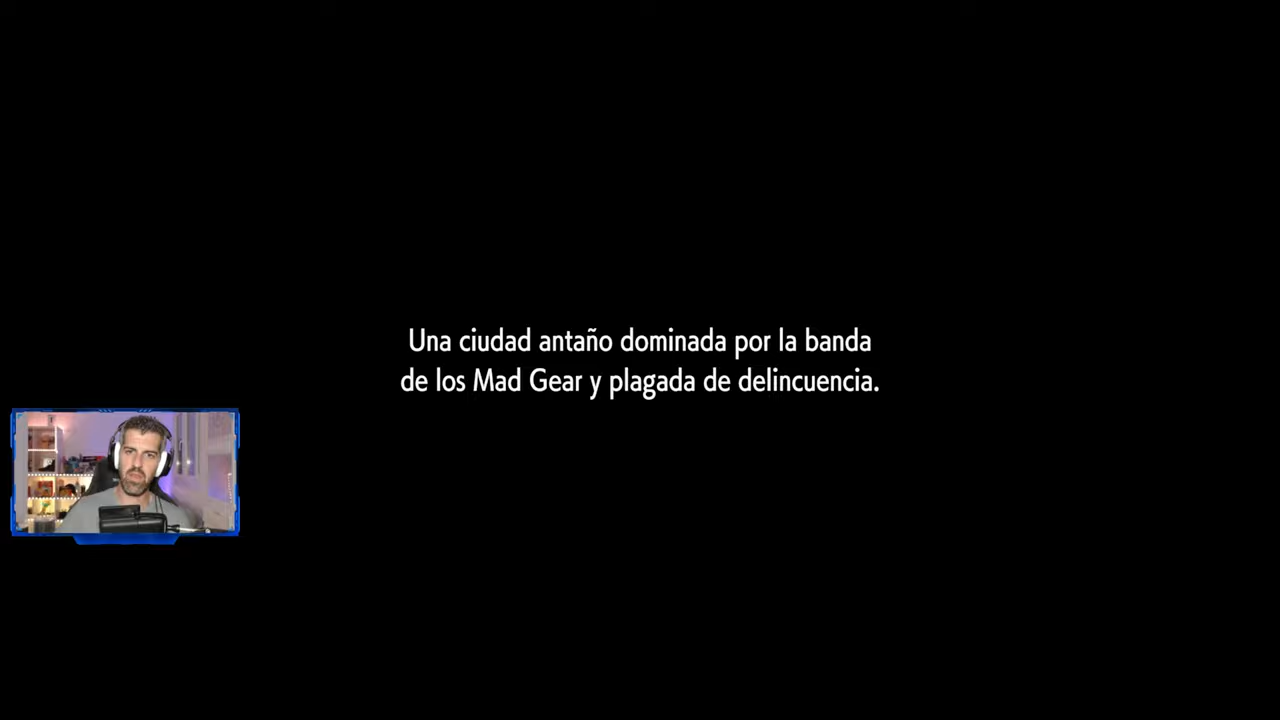 Una ciudad antaño dominada por la banda
de los Mad Gear y plagada de delincuencia.